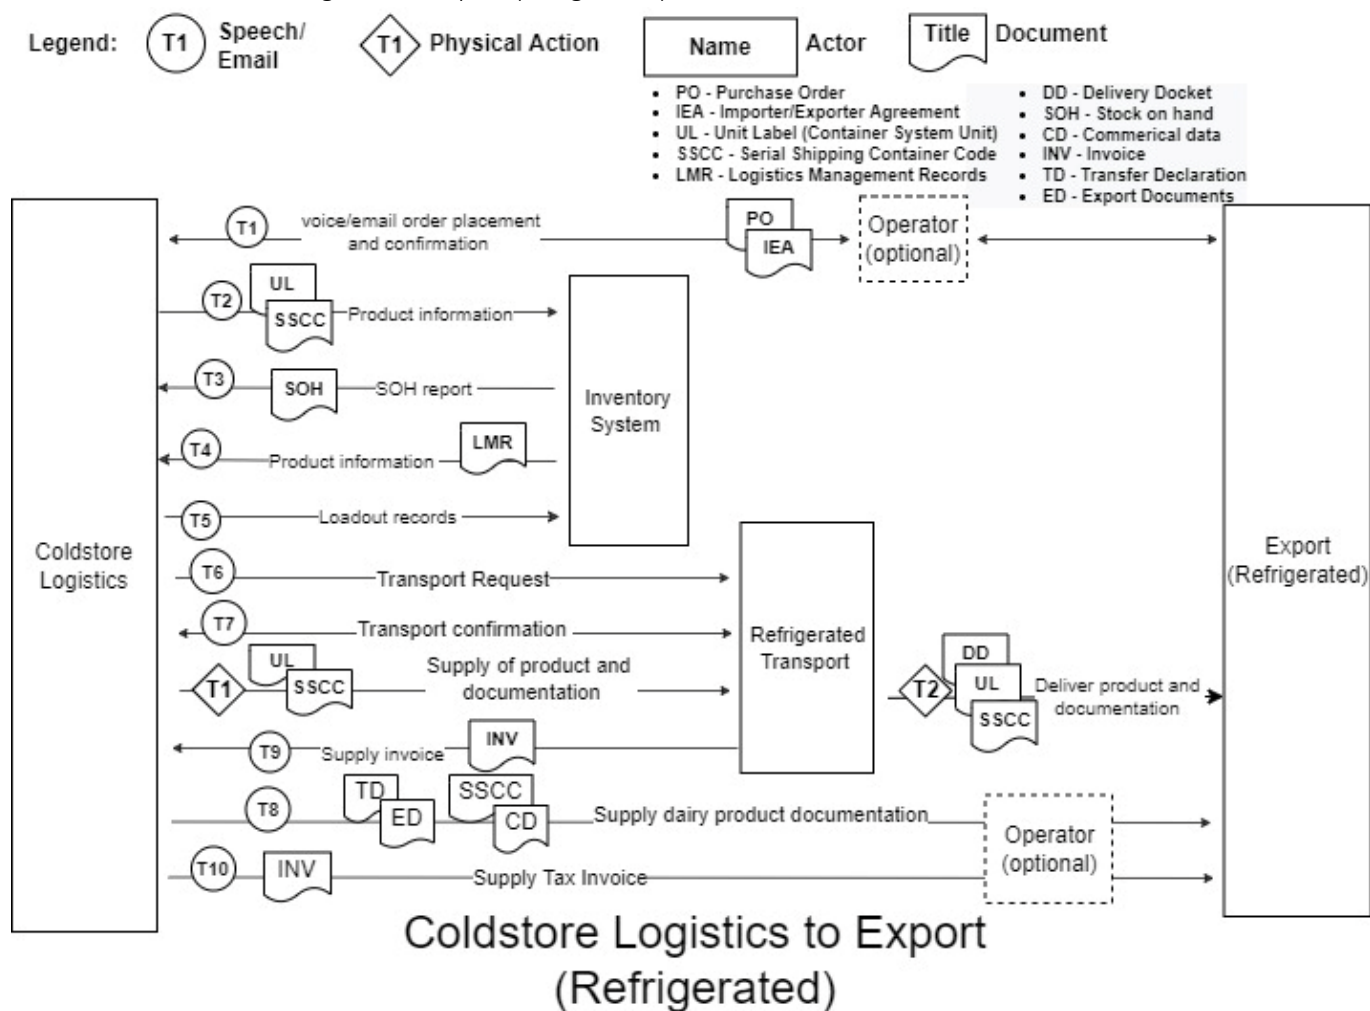 Legend:
T1
Speech/
Email
T1
Physical Action
Name
Actor
Title
Document
• PO - Purchase Order
• IEA - Importer/Exporter Agreement
• UL - Unit Label (Container System Unit)
• SSCC - Serial Shipping Container Code
• LMR - Logistics Management Records
• DD - Delivery Docket
• SOH - Stock on hand
• CD - Commerical data
• INV - Invoice
• TD - Transfer Declaration
• ED - Export Documents
T1
voice/email order placement
and confirmation
PO
IEA
Operator
(optional)
T2
UL
SSCC
Product information
T3
SOH
SOH report
Inventory
System
T4
Product information
LMR
T5
Loadout records
Coldstore
Logistics
Export
(Refrigerated)
T6
Transport Request
T7
Transport confirmation
Refrigerated
Transport
T1
UL
SSCC
Supply of product and
documentation
T2
DD
UL
SSCC
Deliver product and
documentation
T9
Supply invoice
INV
T8
TD
ED
SSCC
CD
Supply dairy product documentation
Operator
(optional)
T10
INV
Supply Tax Invoice
Coldstore Logistics to Export
(Refrigerated)